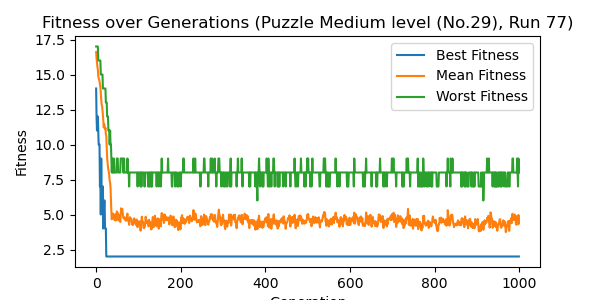 Fitness over Generations (Puzzle Medium level (No.29), Run 77)
17.5
15.0
12.5
10.0
7.5
5.0
2.5
Fitness
Best Fitness
Mean Fitness
Worst Fitness
0 200 400 600 800 1000
Generation